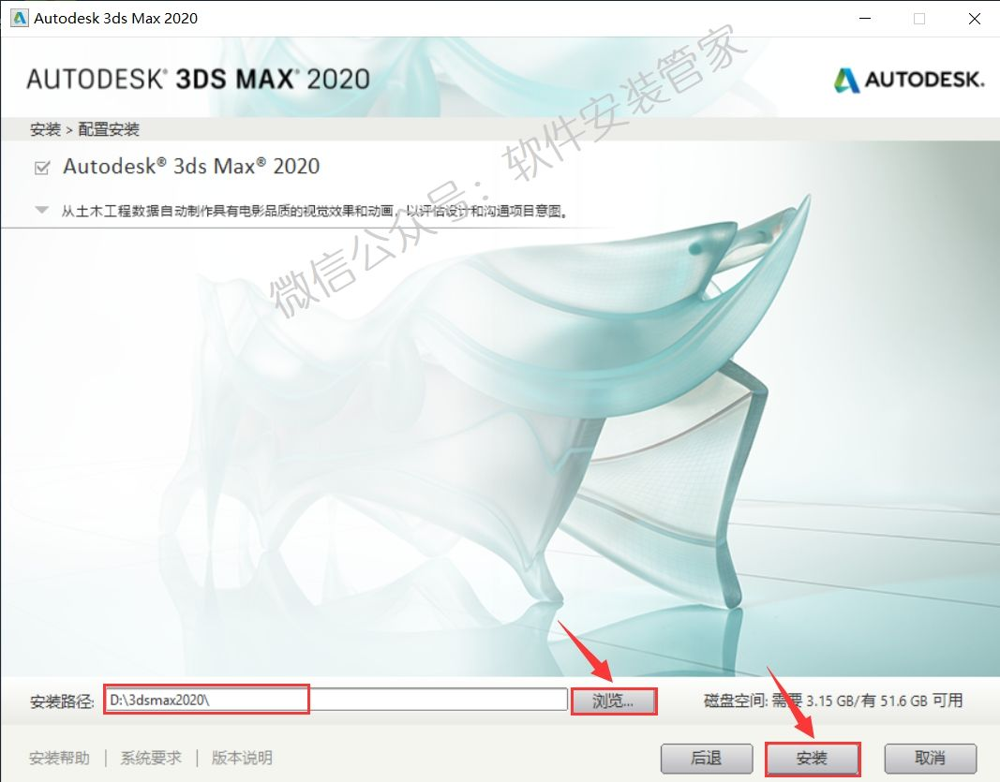 Autodesk 3ds Max 2020
AUTODESK® 3DS MAX® 2020
AUTODESK.
安装 > 配置安装
Autodesk® 3ds Max® 2020
从土木工程数据自动制作具有电影品质的视觉效果和动画，以评估设计和沟通项目意图。
微信公众号：软件安装管家
安装路径: D:\3dsmax2020\ 浏览... 磁盘空间: 需要 3.15 GB/有 51.6 GB 可用
安装帮助 | 系统要求 | 版本说明 后退 安装 取消